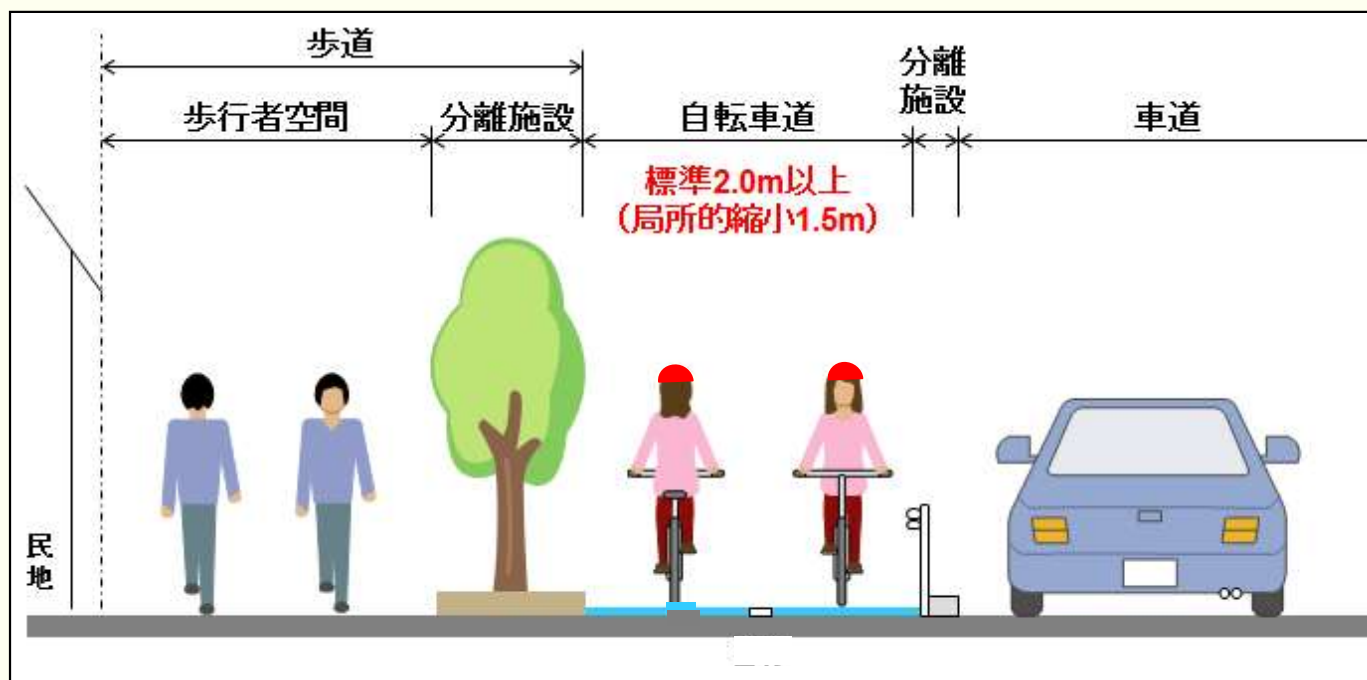 歩道
分離
施設
歩行者空間
分離施設
自転車道
車道
標準2.0m以上
（局所的縮小1.5m）
民地